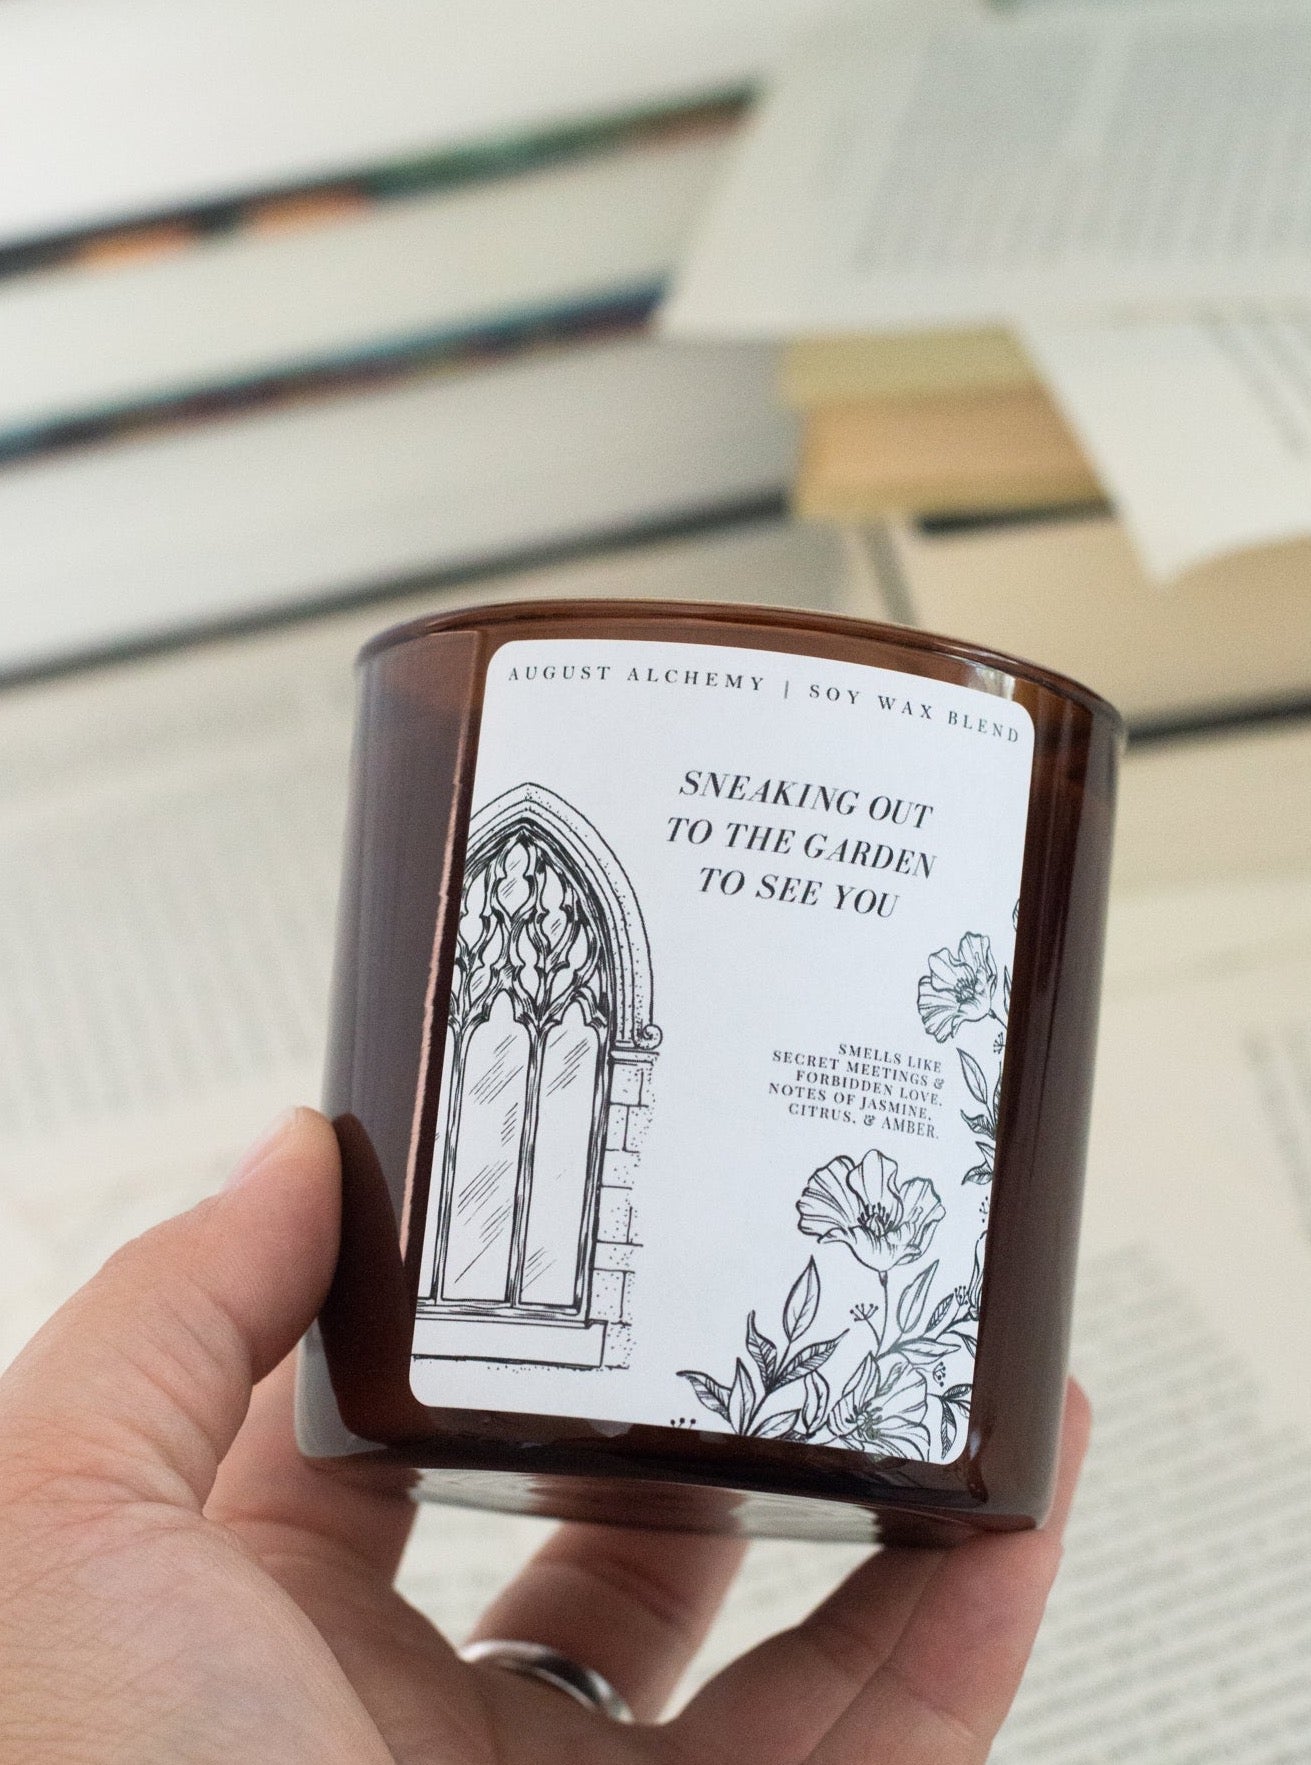 AUGUST ALCHEMY | SOY WAX BLEND
SNEAKING OUT
TO THE GARDEN
TO SEE YOU
SMELLS LIKE
SECRET MEETINGS &
FORBIDDEN LOVE.
NOTES OF JASMINE,
CITRUS, & AMBER.